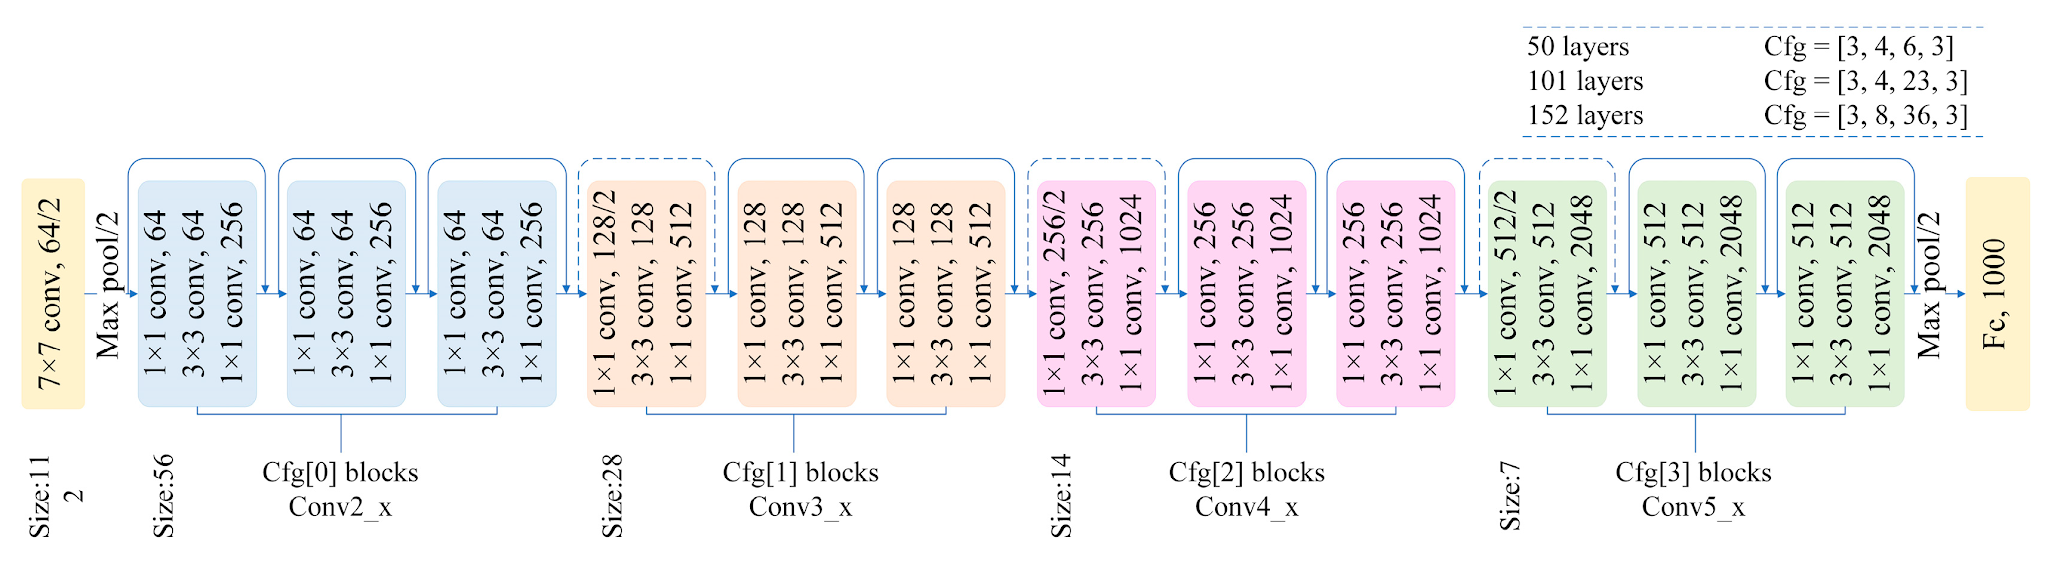 50 layers Cfg = [3, 4, 6, 3]
101 layers Cfg = [3, 4, 23, 3]
152 layers Cfg = [3, 8, 36, 3]
7×7 conv, 64/2
Max pool/2
1×1 conv, 64
3×3 conv, 64
1×1 conv, 256
1×1 conv, 64
3×3 conv, 64
1×1 conv, 256
1×1 conv, 64
3×3 conv, 64
1×1 conv, 256
1×1 conv, 128/2
3×3 conv, 128
1×1 conv, 512
1×1 conv, 128
3×3 conv, 128
1×1 conv, 512
1×1 conv, 128
3×3 conv, 128
1×1 conv, 512
1×1 conv, 256/2
3×3 conv, 256
1×1 conv, 1024
1×1 conv, 256
3×3 conv, 256
1×1 conv, 1024
1×1 conv, 256
3×3 conv, 256
1×1 conv, 1024
1×1 conv, 512/2
3×3 conv, 512
1×1 conv, 2048
1×1 conv, 512
3×3 conv, 512
1×1 conv, 2048
1×1 conv, 512
3×3 conv, 512
1×1 conv, 2048
Max pool/2
Fc, 1000
Size:11
2
Size:56
Cfg[0] blocks
Conv2_x
Size:28
Cfg[1] blocks
Conv3_x
Size:14
Cfg[2] blocks
Conv4_x
Size:7
Cfg[3] blocks
Conv5_x